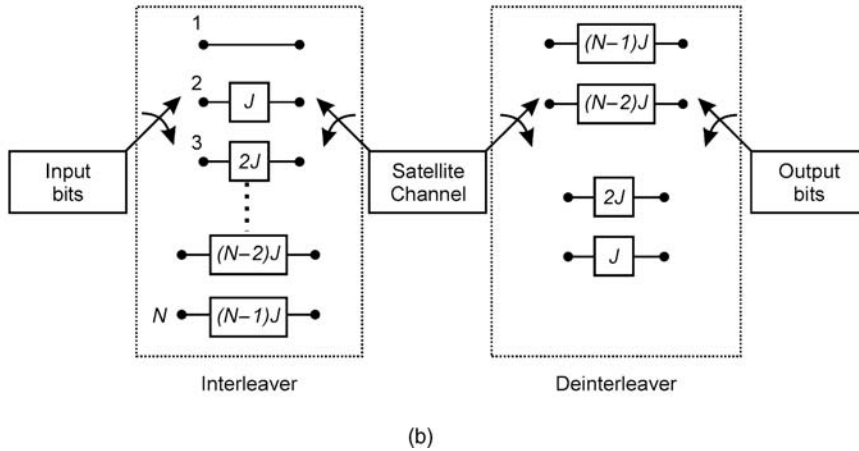 1
(N–1)J
2
J
(N–2)J
3
2J
Input
bits
Satellite
Channel
Output
bits
2J
(N–2)J
J
N
(N–1)J
Interleaver
Deinterleaver
(b)